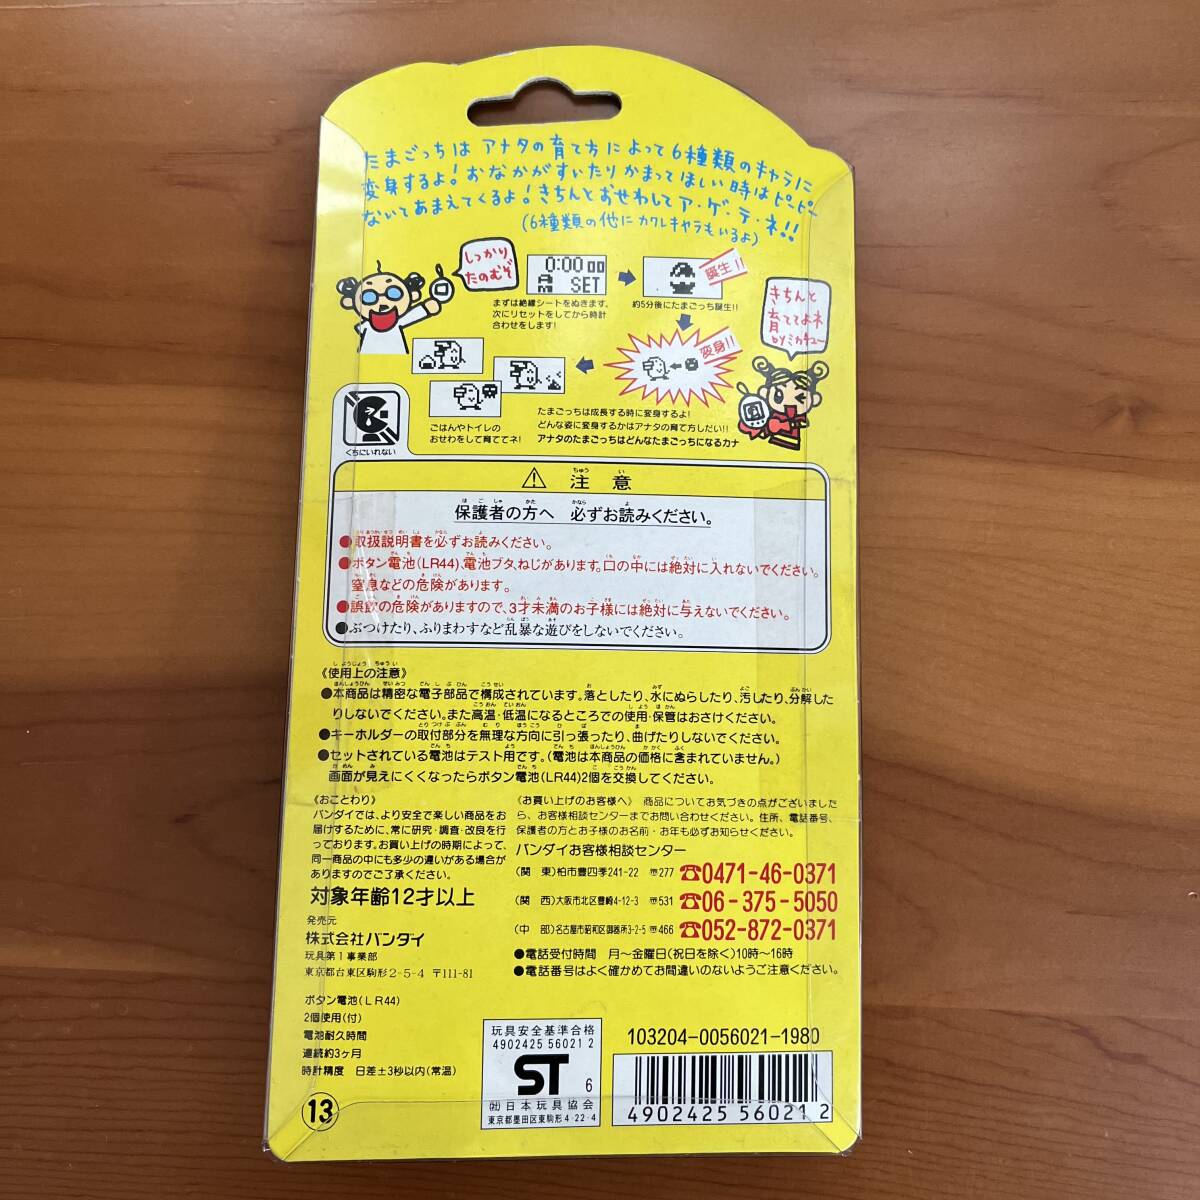 たまごっちは アナタの育て方によって6種類のキャラに
変身するよ!おなかがすいたりかまってほしい時はピーピー
ないてあまえてくるよ!きちんとおせわしてア・ゲ・テ・ネ!!
(6種類の他にカクレキャラもいるよ)
しっかり
たのむぞ
0:00 00
AM SET
まずは絶縁シートをぬきます。
次にリセットをしてから時計
合わせをします!
誕生!!
約5分後にたまごっち誕生!!
きちんと
育ててよネ
byミカチュー
変身!!
ごはんやトイレの
おせわをして育ててネ!
たまごっちは成長する時に変身するよ!
どんな姿に変身するかはアナタの育て方しだい!!
アナタのたまごっちはどんなたまごっちになるカナ
くちにいれない
注意
保護者の方へ 必ずお読みください。
●取扱説明書を必ずお読みください。
●ボタン電池(LR44)、電池ブタ、ねじがあります。口の中には絶対に入れないでください。
窒息などの危険があります。
●誤飲の危険がありますので、3才未満のお子様には絶対に与えないでください。
●ぶつけたり、ふりまわすなど乱暴な遊びをしないでください。
《使用上の注意》
●本商品は精密な電子部品で構成されています。落としたり、水にぬらしたり、汚したり、分解した
りしないでください。また高温・低温になるところでの使用・保管はおさけください。
●キーホルダーの取付部分を無理な方向に引っ張ったり、曲げたりしないでください。
●セットされている電池はテスト用です。(電池は本商品の価格に含まれていません。)
画面が見えにくくなったらボタン電池(LR44)2個を交換してください。
《おことわり》
バンダイでは、より安全で楽しい商品をお
届けするために、常に研究・調査・改良を行
っております。お買い上げの時期によって、
同一商品の中にも多少の違いがある場合が
ありますのでご了承ください。
対象年齢12才以上
発売元
株式会社バンダイ
玩具第1事業部
東京都台東区駒形2-5-4 〒111-81
《お買い上げのお客様へ》 商品についてお気づきの点がございました
ら、お客様相談センターまでお問い合わせください。住所、電話番号、
保護者の方とお子様のお名前・お年も必ずお知らせください。
バンダイお客様相談センター
(関 東)柏市豊四季241-22 〒277 ☎0471-46-0371
(関 西)大阪市北区豊崎4-12-3 〒531 ☎06-375-5050
(中 部)名古屋市昭和区御器所3-2-5 〒466 ☎052-872-0371
●電話受付時間 月~金曜日(祝日を除く)10時~16時
●電話番号はよく確かめてお間違いのないようご注意ください。
ボタン電池(LR44)
2個使用(付)
電池耐久時間
連続約3ヶ月
時計精度 日差±3秒以内(常温)
13
玩具安全基準合格
4902425 56021 2
ST 6
(社)日本玩具協会
東京都墨田区東駒形4-22-4
103204-0056021-1980
4902425 56021 2